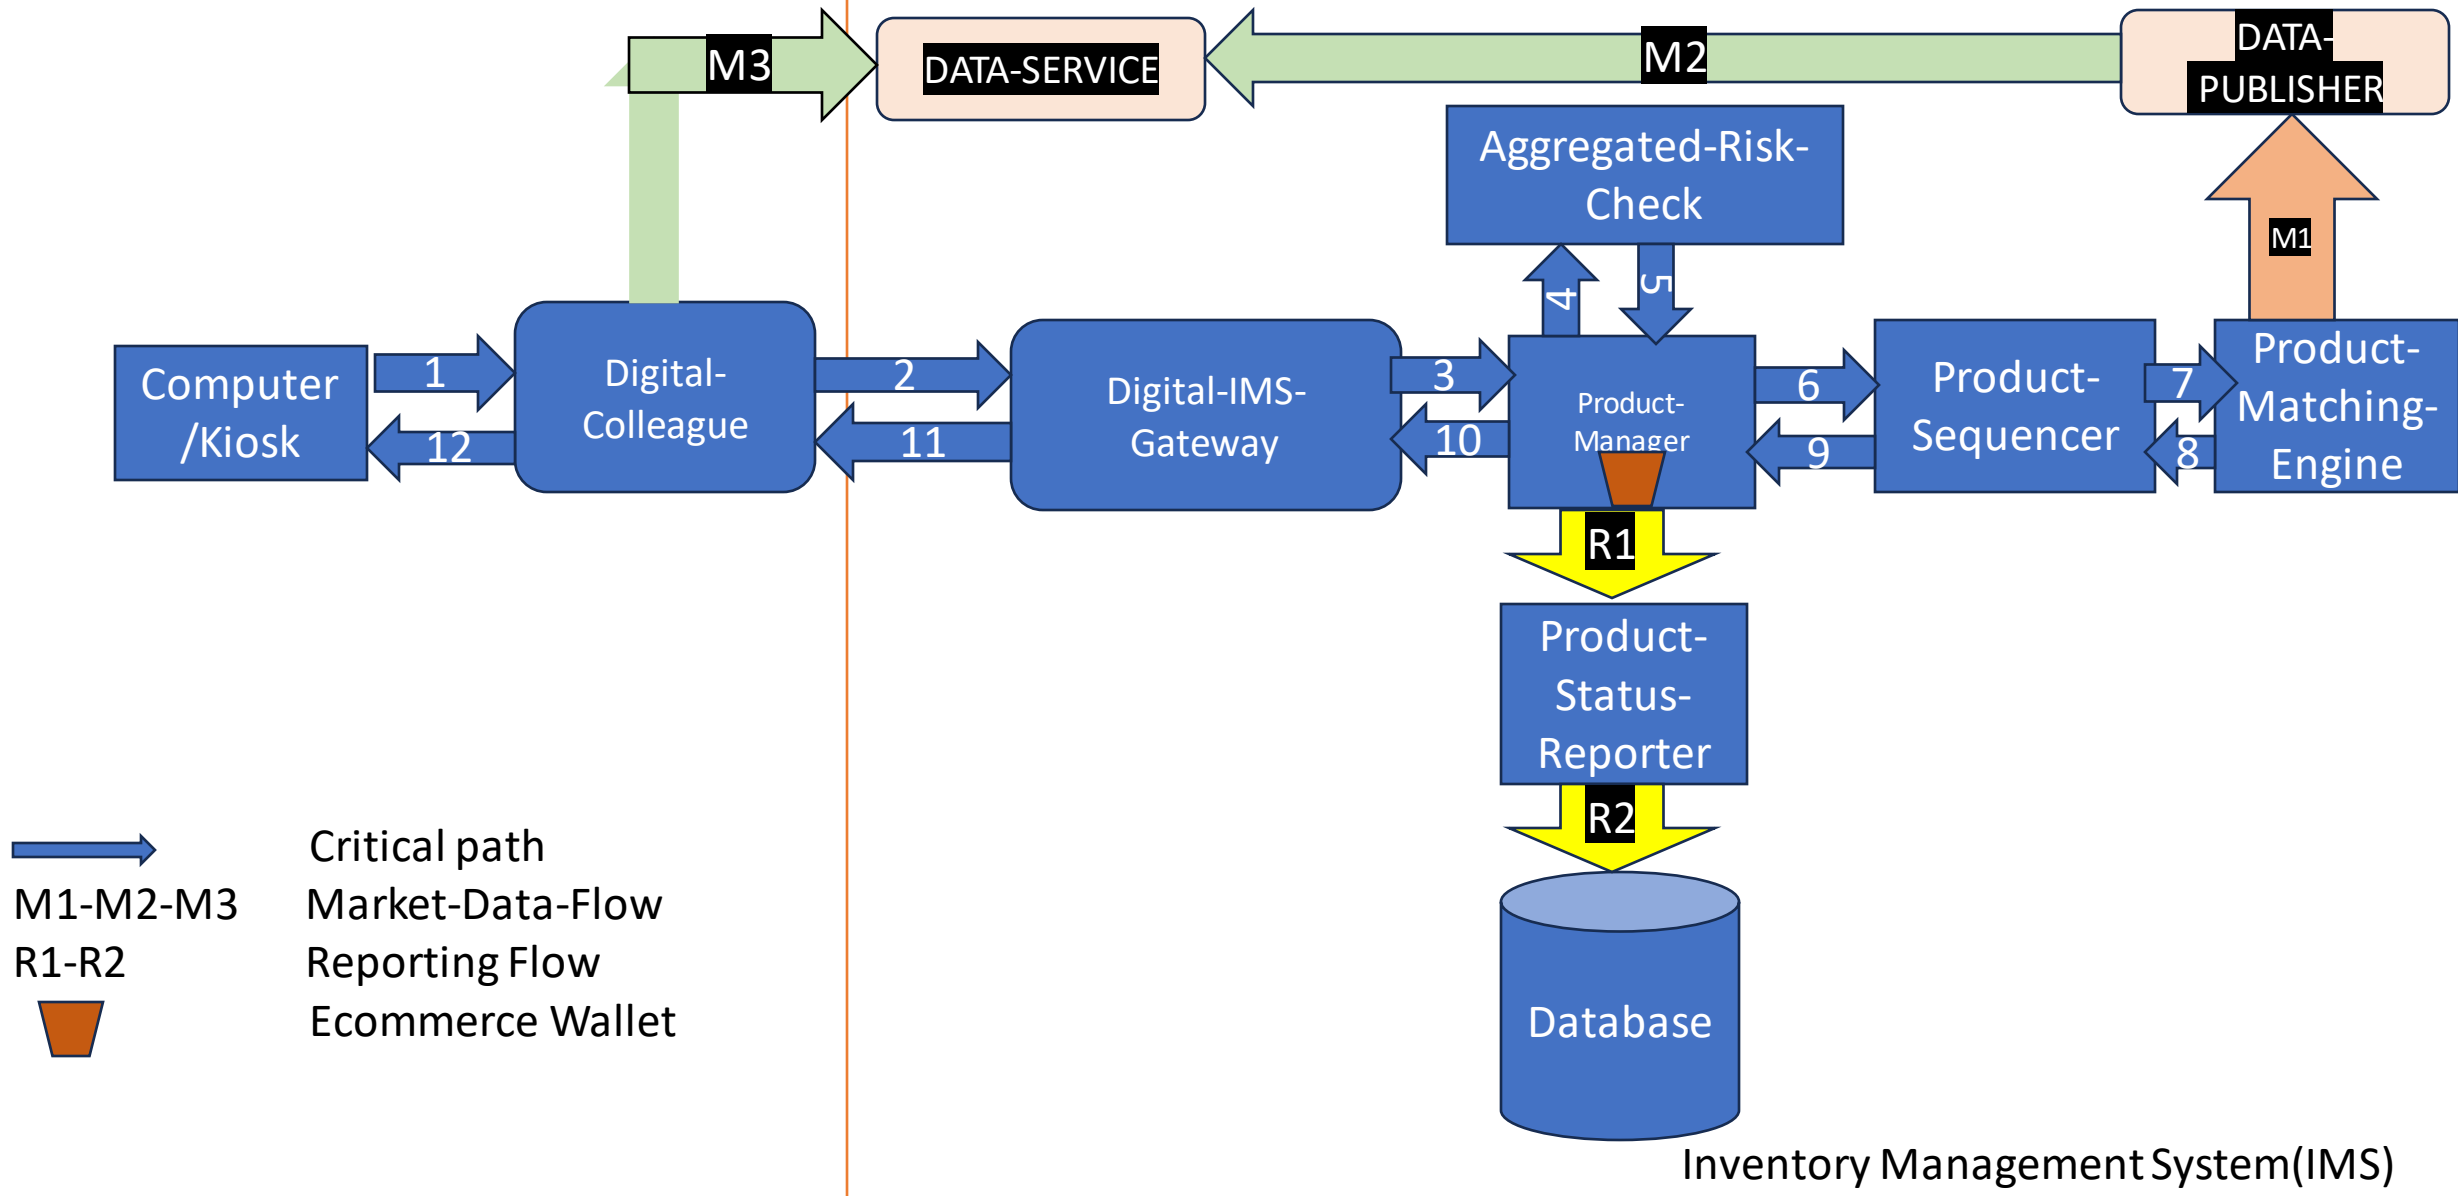 M3
DATA-SERVICE
M2
DATA-
PUBLISHER
Aggregated-Risk-
Check
M1
4
5
Computer
/Kiosk
1
12
Digital-
Colleague
2
11
Digital-IMS-
Gateway
3
10
Product-
Manager
6
9
Product-
Sequencer
7
8
Product-
Matching-
Engine
R1
Product-
Status-
Reporter
R2
Database
Critical path
M1-M2-M3 Market-Data-Flow
R1-R2 Reporting Flow
Ecommerce Wallet
Inventory Management System(IMS)